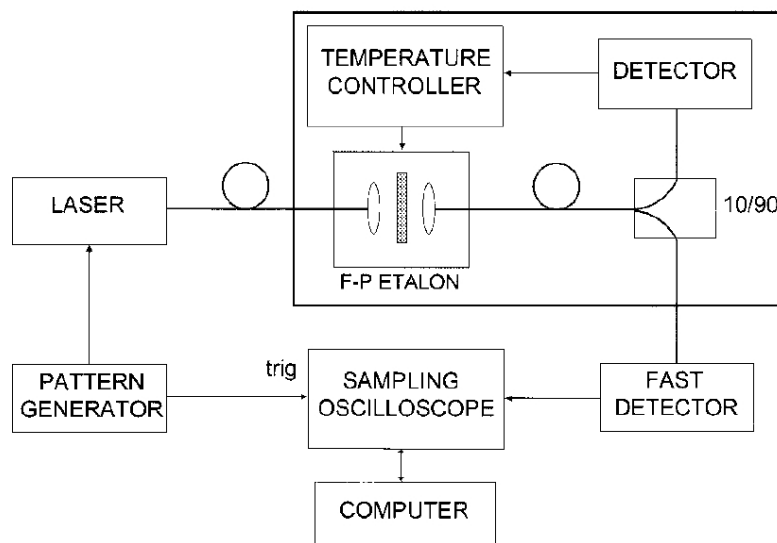 TEMPERATURE
CONTROLLER
DETECTOR
LASER
10/90
F-P ETALON
trig
PATTERN
GENERATOR
SAMPLING
OSCILLOSCOPE
FAST
DETECTOR
COMPUTER